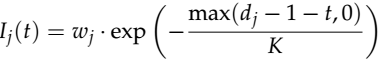 I_j(t) = w_j · exp ( − max(d_j − 1 − t, 0) / K )